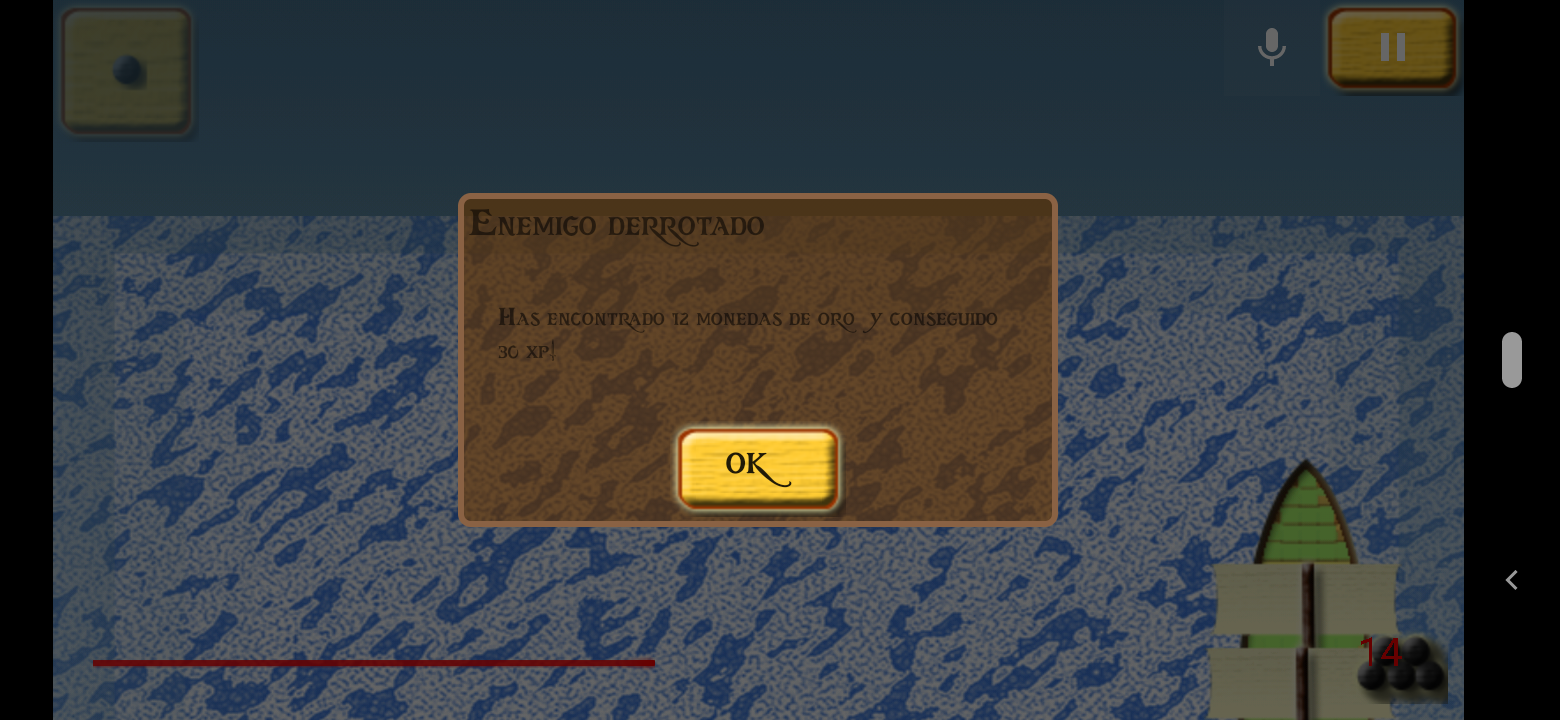 Enemigo derrotado
Has encontrado 12 monedas de oro y conseguido
30 xp!
OK
14